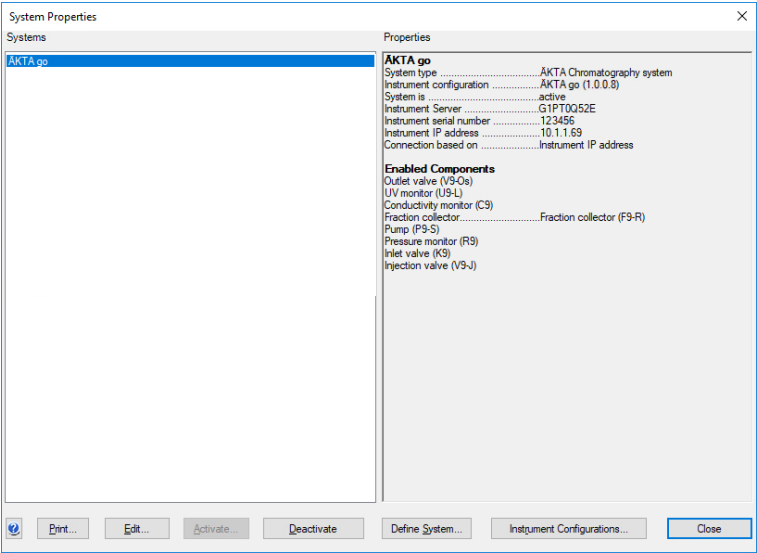 System Properties
Systems
Properties
ÄKTA go
ÄKTA go
System type ................................ÄKTA Chromatography system
Instrument configuration ...............ÄKTA go (1.0.0.8)
System is ...................................active
Instrument Server ........................G1PT0Q52E
Instrument serial number ...............123456
Instrument IP address ..................10.1.1.69
Connection based on ...................Instrument IP address
Enabled Components
Outlet valve (V9-Os)
UV monitor (U9-L)
Conductivity monitor (C9)
Fraction collector..........................Fraction collector (F9-R)
Pump (P9-S)
Pressure monitor (R9)
Inlet valve (K9)
Injection valve (V9-J)
? Print... Edit... Activate... Deactivate Define System... Instrument Configurations... Close